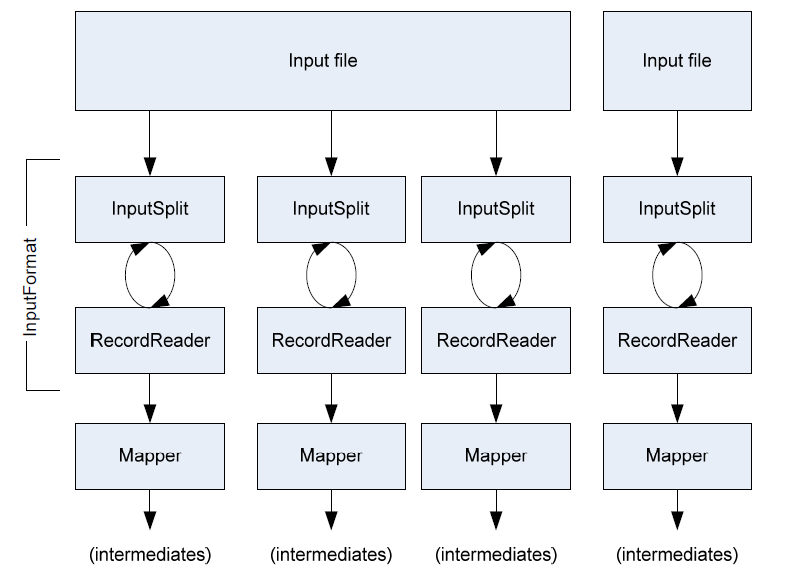 Input file
Input file
InputSplit
InputSplit
InputSplit
InputSplit
InputFormat
RecordReader
RecordReader
RecordReader
RecordReader
Mapper
Mapper
Mapper
Mapper
(intermediates)
(intermediates)
(intermediates)
(intermediates)